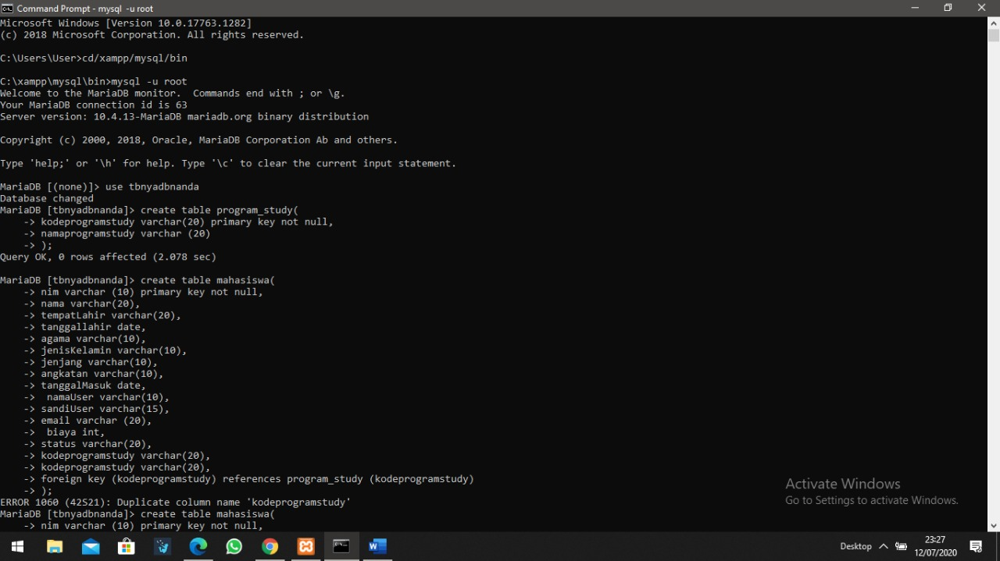 Command Prompt - mysql -u root
Microsoft Windows [Version 10.0.17763.1282]
(c) 2018 Microsoft Corporation. All rights reserved.
C:\Users\User>cd/xampp/mysql/bin
C:\xampp\mysql\bin>mysql -u root
Welcome to the MariaDB monitor.  Commands end with ; or \g.
Your MariaDB connection id is 63
Server version: 10.4.13-MariaDB mariadb.org binary distribution
Copyright (c) 2000, 2018, Oracle, MariaDB Corporation Ab and others.
Type 'help;' or '\h' for help. Type '\c' to clear the current input statement.
MariaDB [(none)]> use tbnyadbnanda
Database changed
MariaDB [tbnyadbnanda]> create table program_study(
    -> kodeprogramstudy varchar(20) primary key not null,
    -> namaprogramstudy varchar (20)
    -> );
Query OK, 0 rows affected (2.078 sec)
MariaDB [tbnyadbnanda]> create table mahasiswa(
    -> nim varchar (10) primary key not null,
    -> nama varchar(20),
    -> tempatLahir varchar(20),
    -> tanggallahir date,
    -> agama varchar(10),
    -> jenisKelamin varchar(10),
    -> jenjang varchar(10),
    -> angkatan varchar(10),
    -> tanggalMasuk date,
    ->  namaUser varchar(10),
    -> sandiUser varchar(15),
    -> email varchar (20),
    ->  biaya int,
    -> status varchar(20),
    -> kodeprogramstudy varchar(20),
    -> kodeprogramstudy varchar(20),
    -> foreign key (kodeprogramstudy) references program_study (kodeprogramstudy)
    -> );
ERROR 1060 (42S21): Duplicate column name 'kodeprogramstudy'
MariaDB [tbnyadbnanda]> create table mahasiswa(
    -> nim varchar (10) primary key not null,
Activate Windows
Go to Settings to activate Windows.
Desktop
23:27
12/07/2020